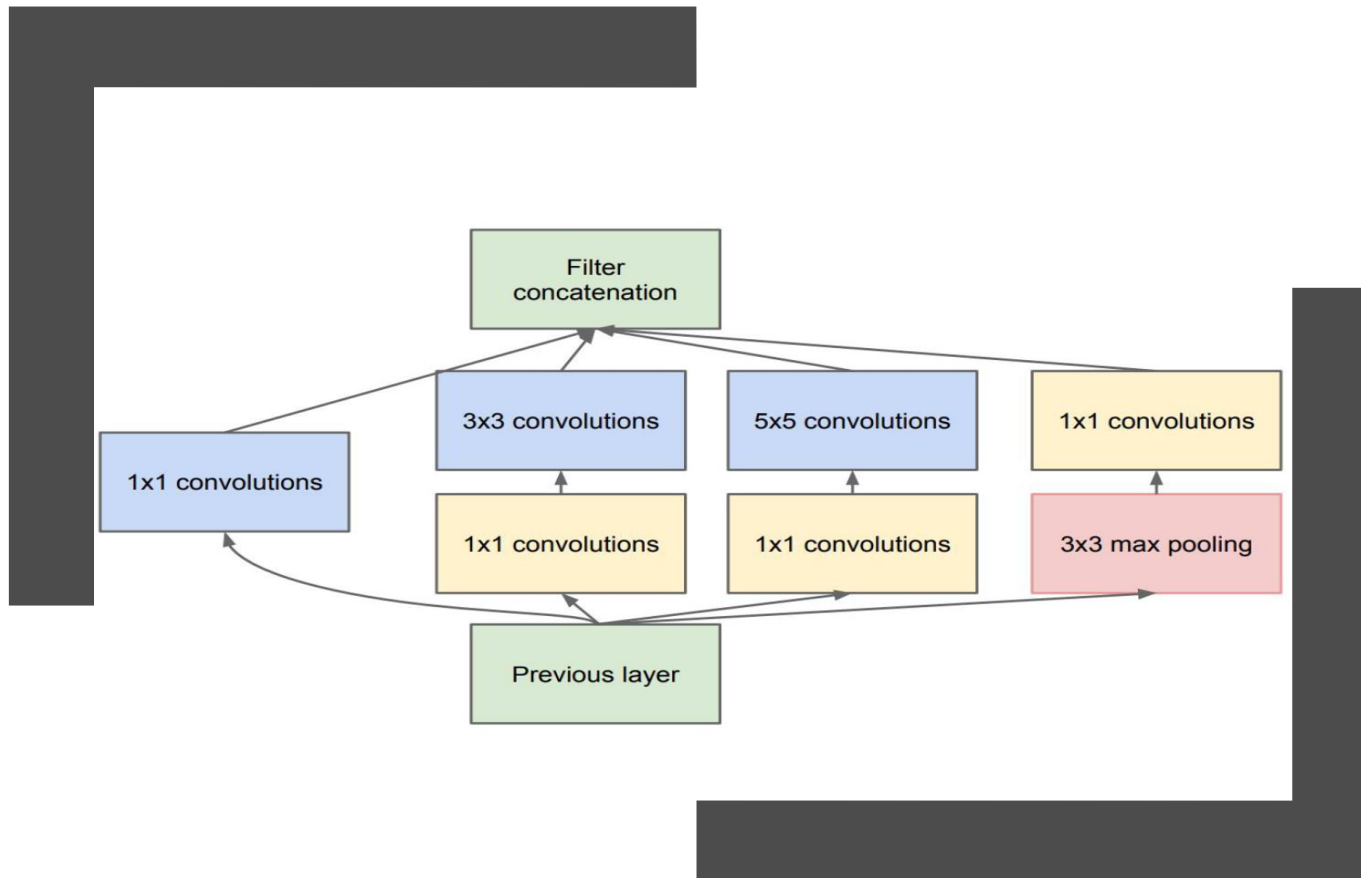 Filter
concatenation
3x3 convolutions
5x5 convolutions
1x1 convolutions
1x1 convolutions
1x1 convolutions
1x1 convolutions
3x3 max pooling
Previous layer